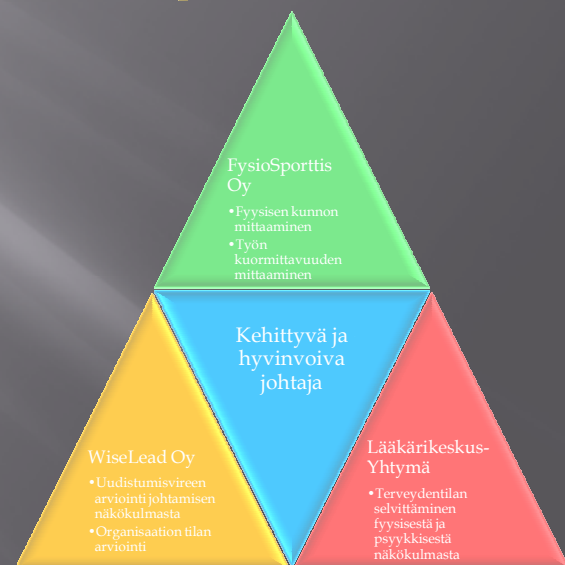 FysioSporttis
Oy
•Fyysisen kunnon
mittaaminen
•Työn
kuormittavuuden
mittaaminen
Kehittyvä ja
hyvinvoiva
johtaja
WiseLead Oy
•Uudistumisvireen
arviointi johtamisen
näkökulmasta
•Organisaation tilan
arviointi
Lääkärikeskus-
Yhtymä
•Terveydentilan
selvittäminen
fyysisestä ja
psyykkisestä
näkökulmasta